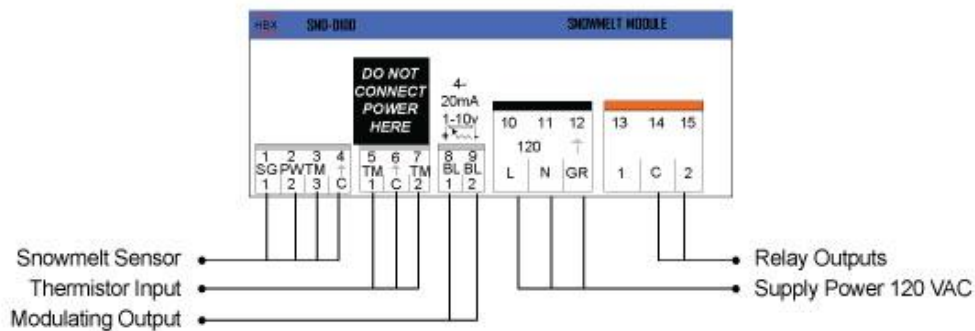 HBX SNO-0100 SNOWMELT MODULE
DO NOT
CONNECT
POWER
HERE
4-
20mA
1-10v
+ -
10 11 12 13 14 15
120
1 2 3 4 5 6 7 8 9
SG PW TM ↑ TM ↑ TM BL BL L N GR 1 C 2
1 2 3 C 1 C 2 1 2
Snowmelt Sensor
Thermistor Input
Modulating Output
Relay Outputs
Supply Power 120 VAC